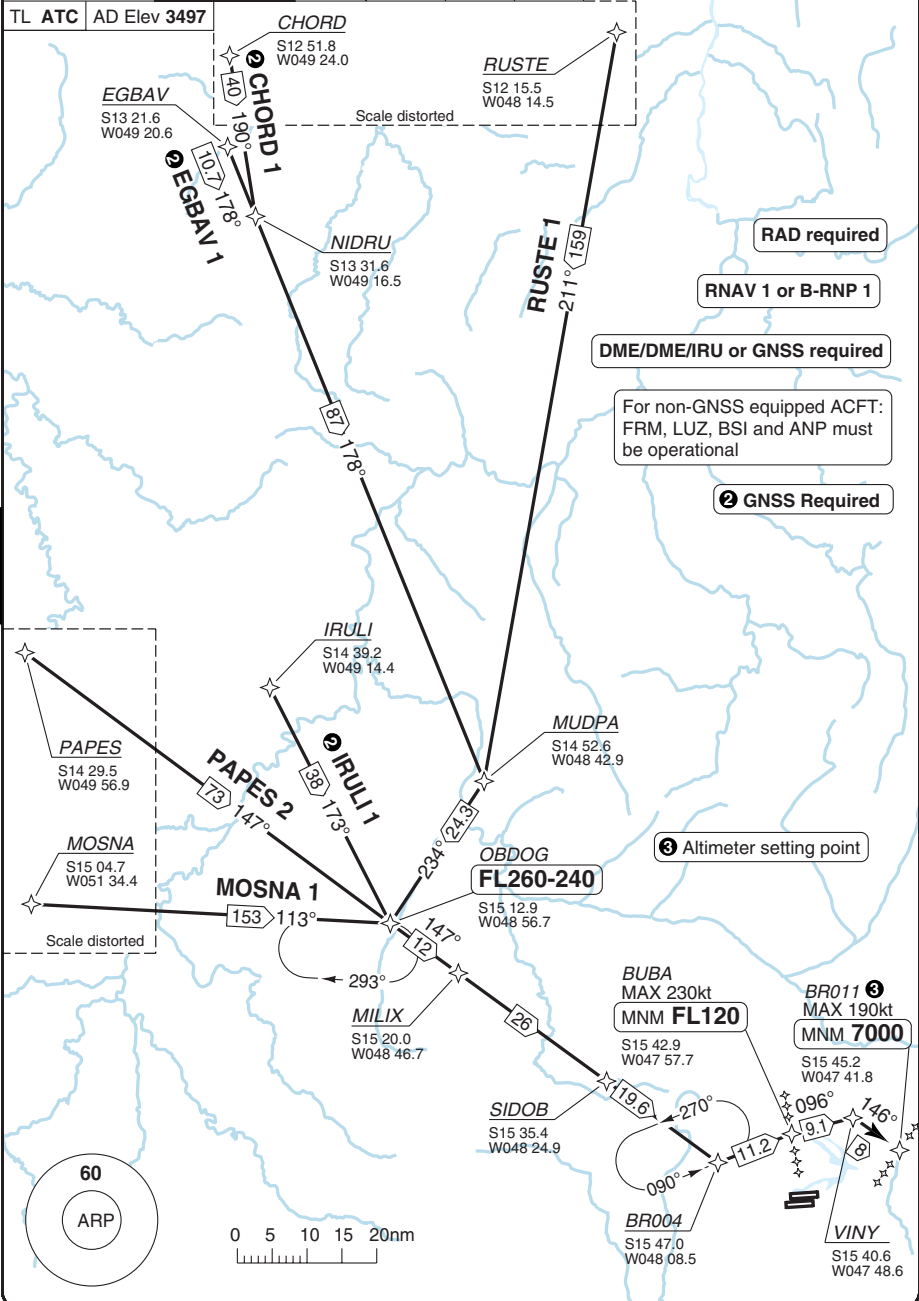 TL ATC AD Elev 3497
CHORD
S12 51.8
W049 24.0
RUSTE
S12 15.5
W048 14.5
Scale distorted
EGBAV
S13 21.6
W049 20.6
40
190°
❷ CHORD 1
10.7
178°
❷ EGBAV 1
NIDRU
S13 31.6
W049 16.5
RUSTE 1
211°
159
RAD required
RNAV 1 or B-RNP 1
DME/DME/IRU or GNSS required
For non-GNSS equipped ACFT:
FRM, LUZ, BSI and ANP must
be operational
❷ GNSS Required
87
178°
IRULI
S14 39.2
W049 14.4
PAPES
S14 29.5
W049 56.9
PAPES 2
73
147°
❷ IRULI 1
38
173°
MUDPA
S14 52.6
W048 42.9
234°
24.3
MOSNA
S15 04.7
W051 34.4
MOSNA 1
153
113°
Scale distorted
293°
OBDOG
FL260-240
S15 12.9
W048 56.7
❸ Altimeter setting point
147°
12
MILIX
S15 20.0
W048 46.7
26
BUBA
MAX 230kt
MNM FL120
S15 42.9
W047 57.7
BR011 ❸
MAX 190kt
MNM 7000
S15 45.2
W047 41.8
SIDOB
S15 35.4
W048 24.9
19.6
270°
090°
11.2
096°
9.1
146°
8
BR004
S15 47.0
W048 08.5
VINY
S15 40.6
W047 48.6
60
ARP
0 5 10 15 20nm